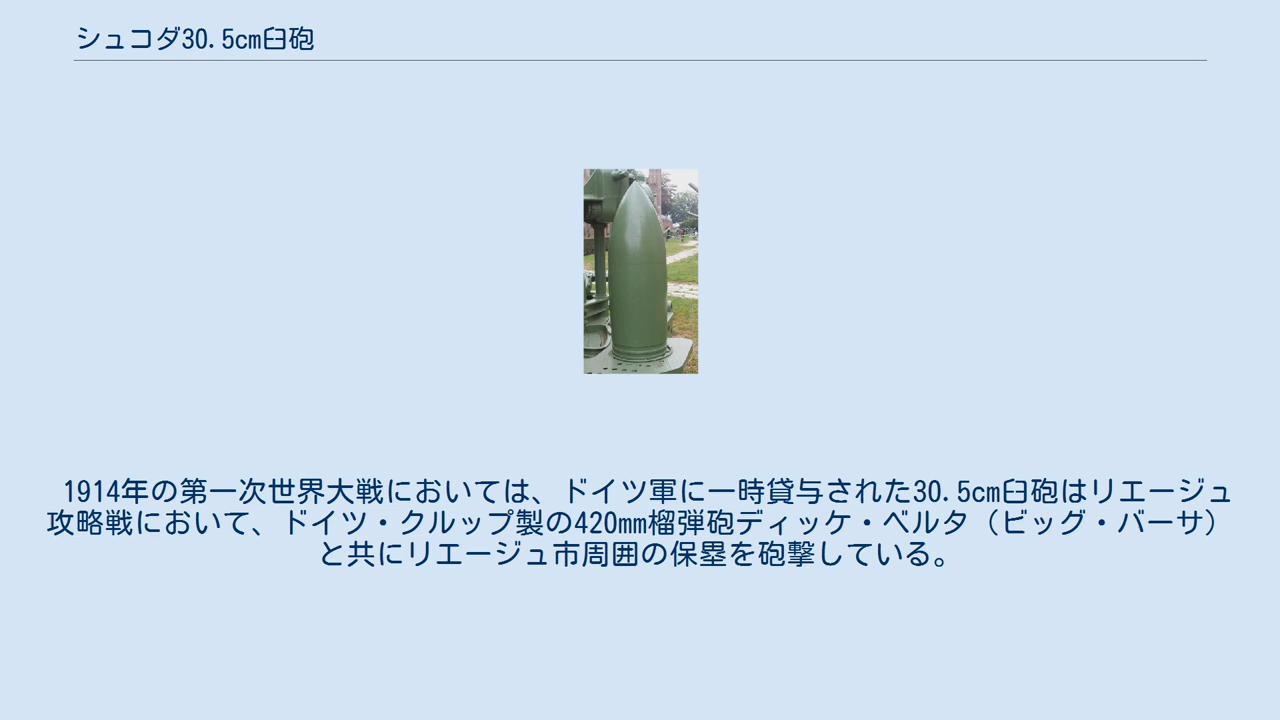 シュコダ30.5cm臼砲
1914年の第一次世界大戦においては、ドイツ軍に一時貸与された30.5cm臼砲はリエージュ
攻略戦において、ドイツ・クルップ製の420mm榴弾砲ディッケ・ベルタ（ビッグ・バーサ）
と共にリエージュ市周囲の保塁を砲撃している。